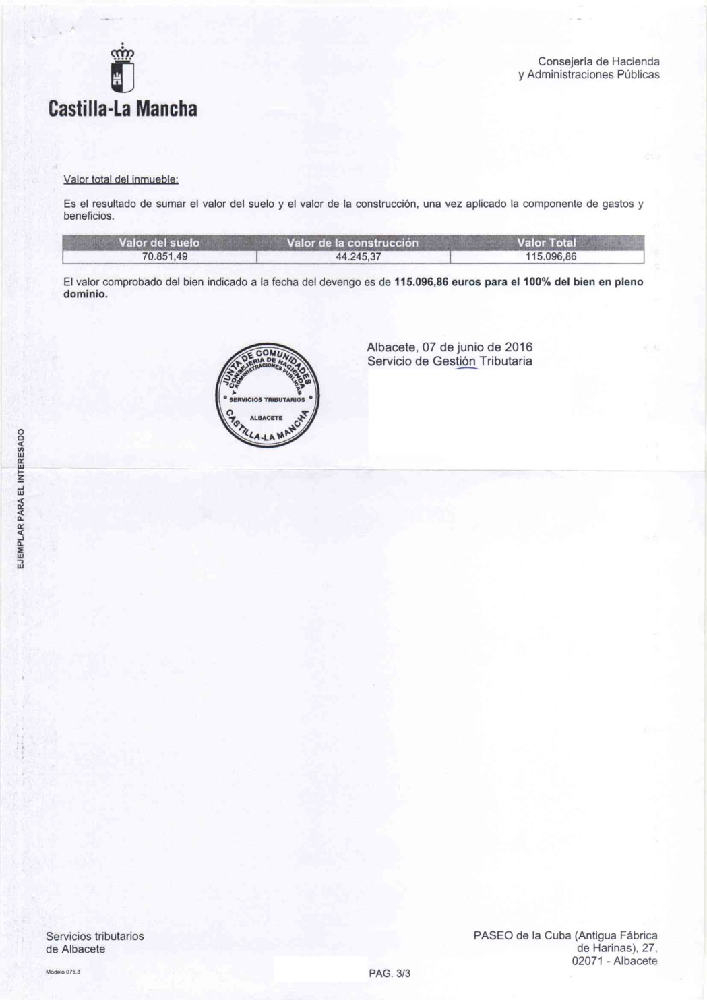 Castilla-La Mancha
Consejería de Hacienda
y Administraciones Públicas
Valor total del inmueble:
Es el resultado de sumar el valor del suelo y el valor de la construcción, una vez aplicado la componente de gastos y
beneficios.
Valor del suelo Valor de la construcción Valor Total
70.851,49 44.245,37 115.096,86
El valor comprobado del bien indicado a la fecha del devengo es de 115.096,86 euros para el 100% del bien en pleno
dominio.
Albacete, 07 de junio de 2016
Servicio de Gestión Tributaria
JUNTA DE COMUNIDADES
CONSEJERIA DE HACIENDA
Y ADMINISTRACIONES PUBLICAS
SERVICIOS TRIBUTARIOS
ALBACETE
CASTILLA-LA MANCHA
EJEMPLAR PARA EL INTERESADO
Servicios tributarios
de Albacete
Modelo 075.3
PAG. 3/3
PASEO de la Cuba (Antigua Fábrica
de Harinas), 27,
02071 - Albacete